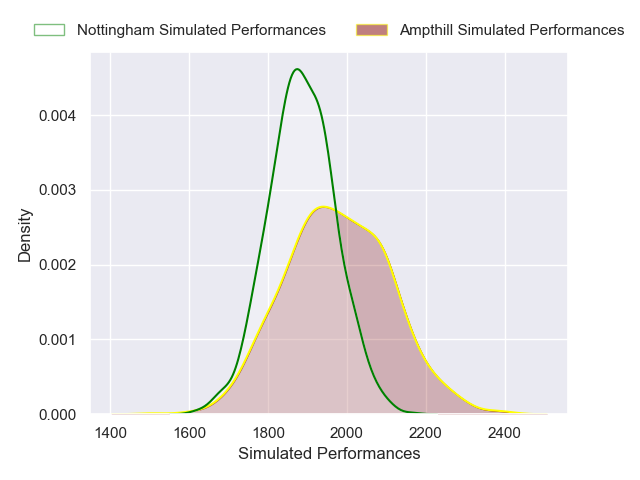 Nottingham Simulated Performances
Ampthill Simulated Performances
0.004
0.003
0.002
0.001
0.000
Density
1400 1600 1800 2000 2200 2400
Simulated Performances